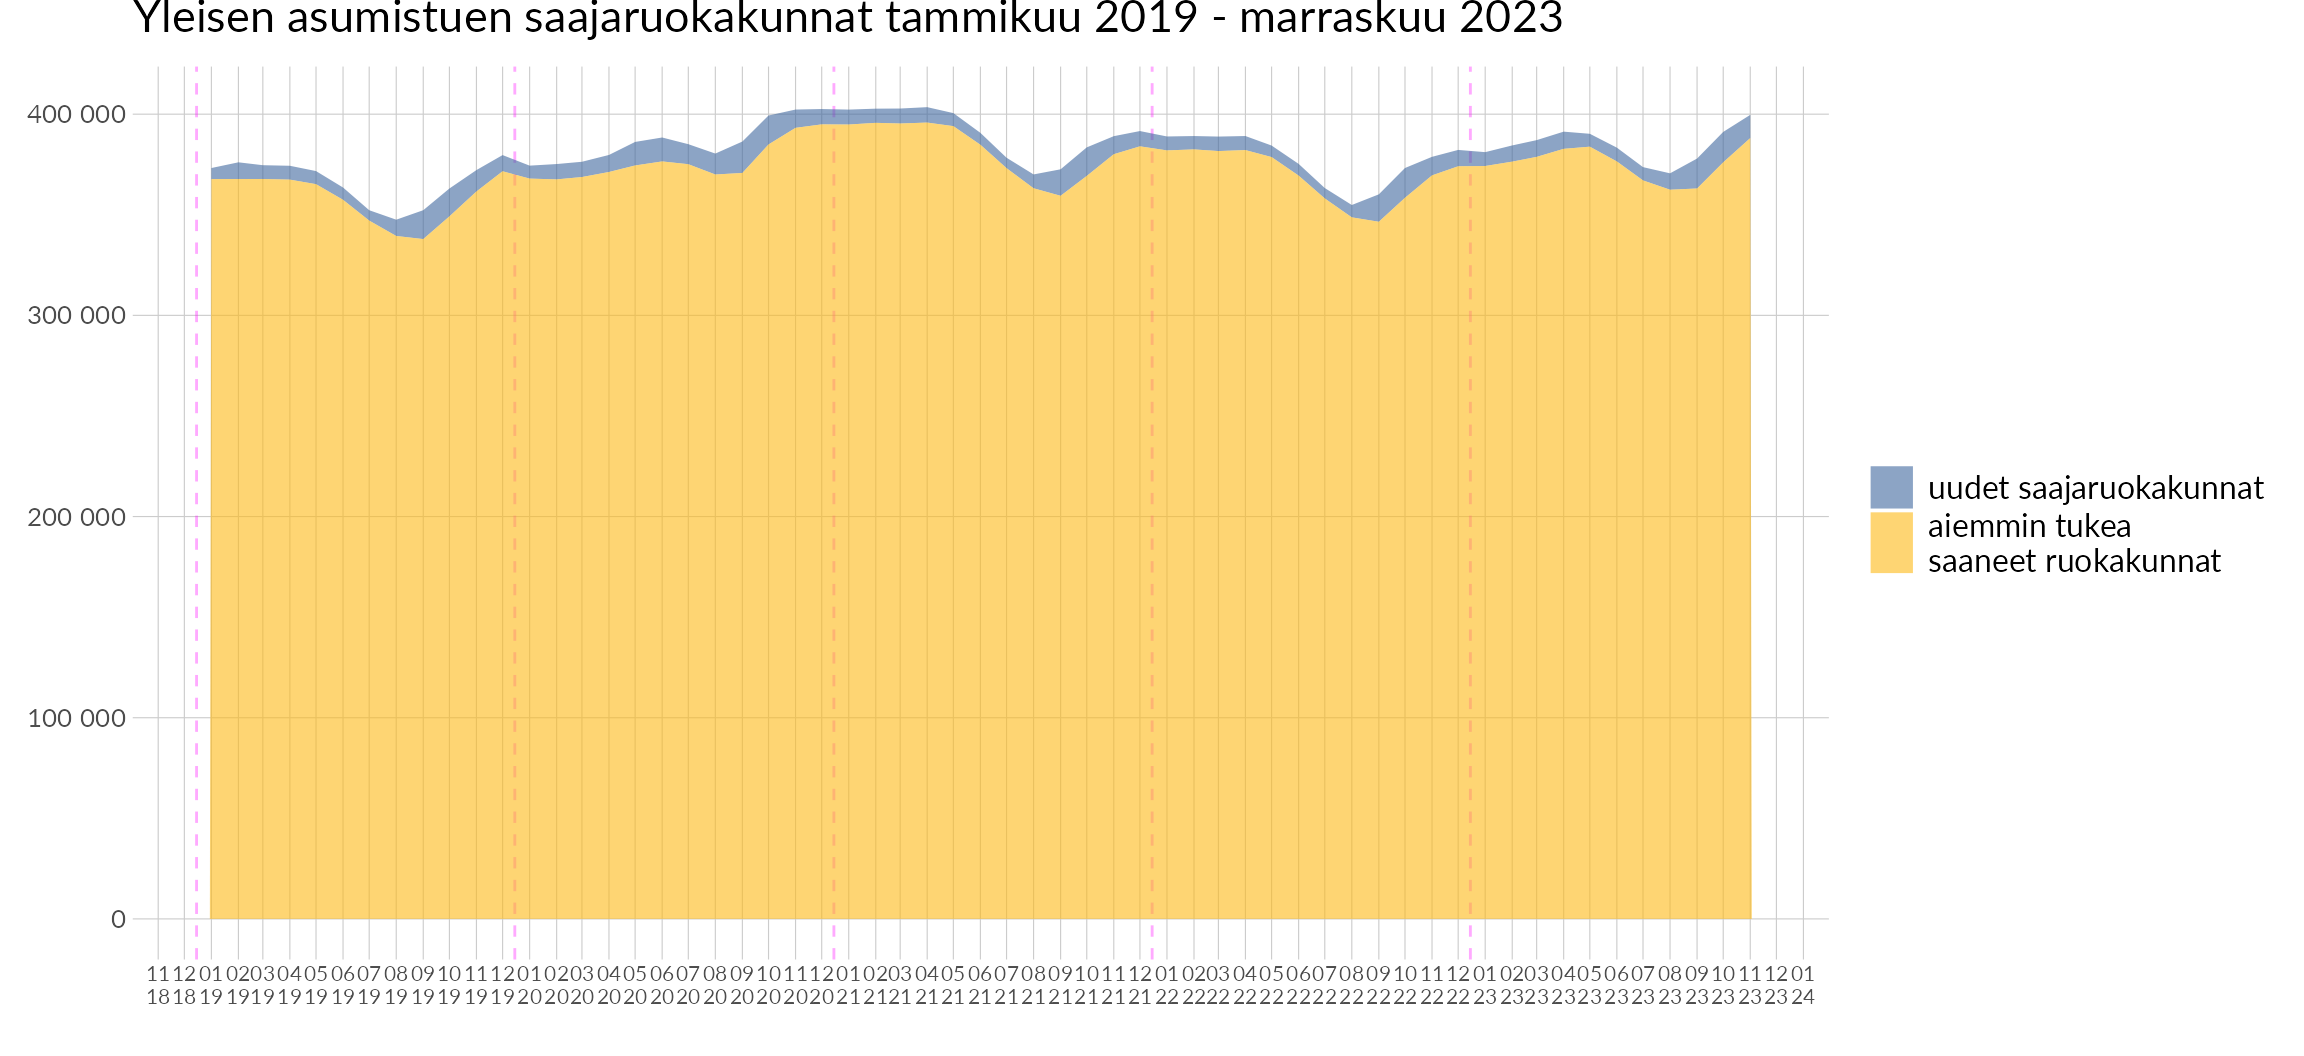 Yleisen asumistuen saajaruokakunnat tammikuu 2019 - marraskuu 2023
400 000
300 000
200 000
100 000
0
uudet saajaruokakunnat
aiemmin tukea
saaneet ruokakunnat
11 12 01 02 03 04 05 06 07 08 09 10 11 12 01 02 03 04 05 06 07 08 09 10 11 12 01 02 03 04 05 06 07 08 09 10 11 12 01 02 03 04 05 06 07 08 09 10 11 12 01 02 03 04 05 06 07 08 09 10 11 12 01
18 18 19 19 19 19 19 19 19 19 19 19 19 19 20 20 20 20 20 20 20 20 20 20 20 20 21 21 21 21 21 21 21 21 21 21 21 21 22 22 22 22 22 22 22 22 22 22 22 22 23 23 23 23 23 23 23 23 23 23 23 23 24